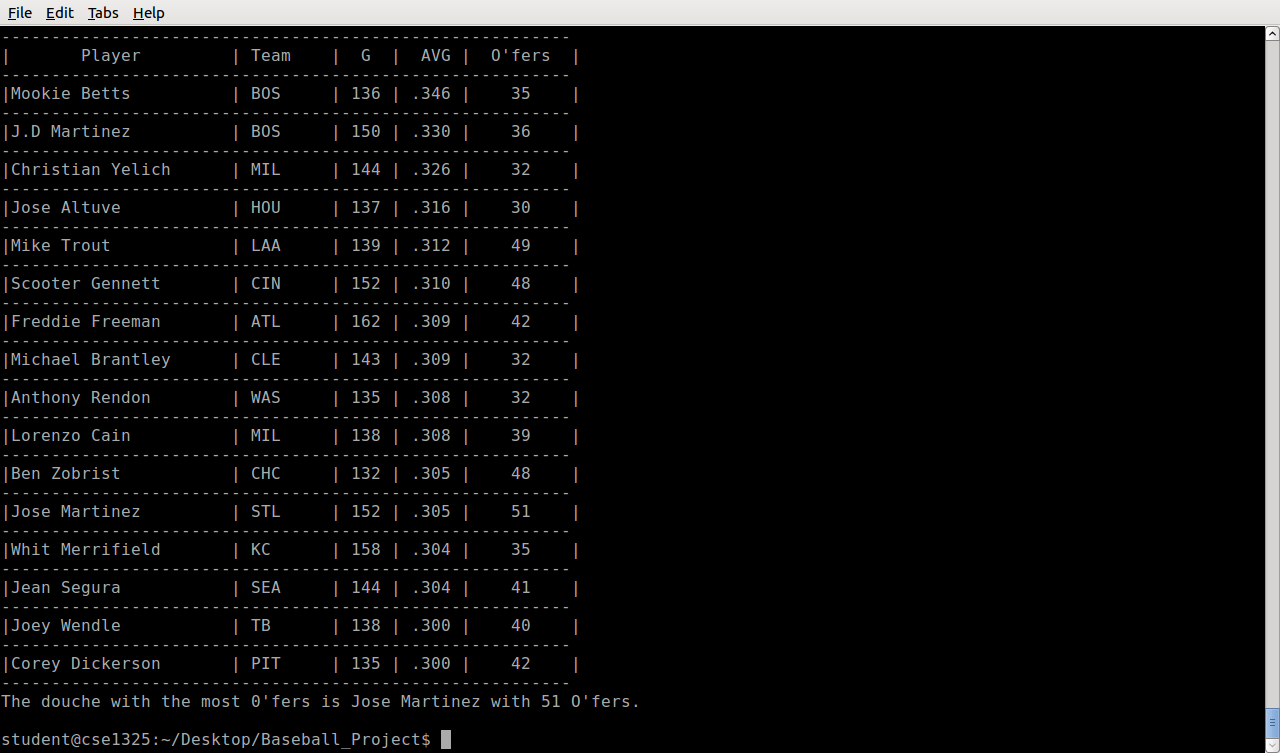 File Edit Tabs Help
---------------------------------------------------------
|       Player         | Team    |  G  |  AVG |  O'fers  |
---------------------------------------------------------
|Mookie Betts          | BOS     | 136 | .346 |    35    |
---------------------------------------------------------
|J.D Martinez          | BOS     | 150 | .330 |    36    |
---------------------------------------------------------
|Christian Yelich      | MIL     | 144 | .326 |    32    |
---------------------------------------------------------
|Jose Altuve           | HOU     | 137 | .316 |    30    |
---------------------------------------------------------
|Mike Trout            | LAA     | 139 | .312 |    49    |
---------------------------------------------------------
|Scooter Gennett       | CIN     | 152 | .310 |    48    |
---------------------------------------------------------
|Freddie Freeman       | ATL     | 162 | .309 |    42    |
---------------------------------------------------------
|Michael Brantley      | CLE     | 143 | .309 |    32    |
---------------------------------------------------------
|Anthony Rendon        | WAS     | 135 | .308 |    32    |
---------------------------------------------------------
|Lorenzo Cain          | MIL     | 138 | .308 |    39    |
---------------------------------------------------------
|Ben Zobrist           | CHC     | 132 | .305 |    48    |
---------------------------------------------------------
|Jose Martinez         | STL     | 152 | .305 |    51    |
---------------------------------------------------------
|Whit Merrifield       | KC      | 158 | .304 |    35    |
---------------------------------------------------------
|Jean Segura           | SEA     | 144 | .304 |    41    |
---------------------------------------------------------
|Joey Wendle           | TB      | 138 | .300 |    40    |
---------------------------------------------------------
|Corey Dickerson       | PIT     | 135 | .300 |    42    |
---------------------------------------------------------
The douche with the most 0'fers is Jose Martinez with 51 O'fers.
student@cse1325:~/Desktop/Baseball_Project$